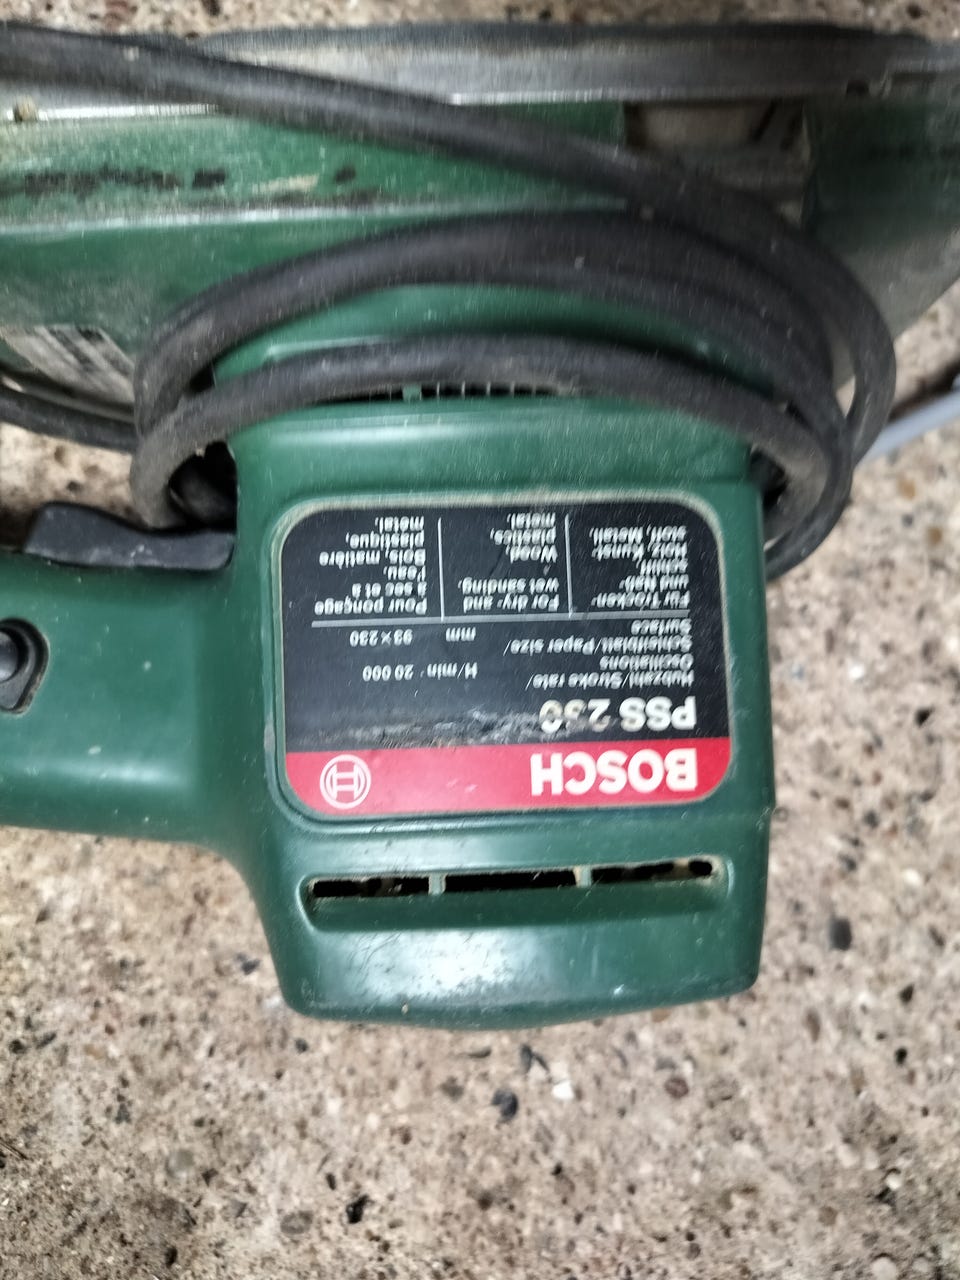 BOSCH
PSS 230
Hubzahl/Stroke rate/
Oscillations H/min 20 000
Schleifblatt/Paper size/
Surface mm 93×230
Für Trocken-
und Naß-
schliff
Holz, Kunst-
stoff, Metall.
For dry- and
wet sanding,
Wood,
plastics,
metal.
Pour ponçage
à sec et à
l'eau,
Bois, matière
plastique,
métal.